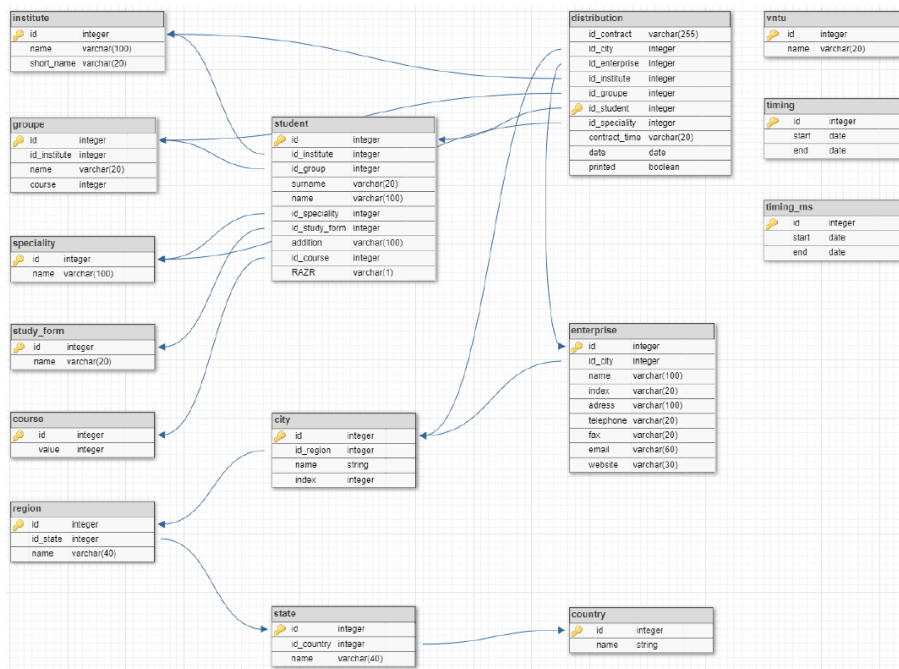 institute
id integer
name varchar(100)
short_name varchar(20)
groupe
id integer
id_institute integer
name varchar(20)
course integer
speciality
id integer
name varchar(100)
study_form
id integer
name varchar(20)
course
id integer
value integer
region
id integer
id_state integer
name varchar(40)
student
id integer
id_institute integer
id_group integer
surname varchar(20)
name varchar(100)
id_speciality integer
id_study_form integer
addition varchar(100)
id_course integer
RAZR varchar(1)
city
id integer
id_region integer
name string
index integer
state
id integer
id_country integer
name varchar(40)
distribution
id_contract varchar(255)
id_city integer
id_enterprise integer
id_institute integer
id_groupe integer
id_student integer
id_speciality integer
contract_time varchar(20)
date date
printed boolean
enterprise
id integer
id_city integer
name varchar(100)
index varchar(20)
adress varchar(100)
telephone varchar(20)
fax varchar(20)
email varchar(60)
website varchar(30)
country
id integer
name string
vntu
id integer
name varchar(20)
timing
id integer
start date
end date
timing_ms
id integer
start date
end date